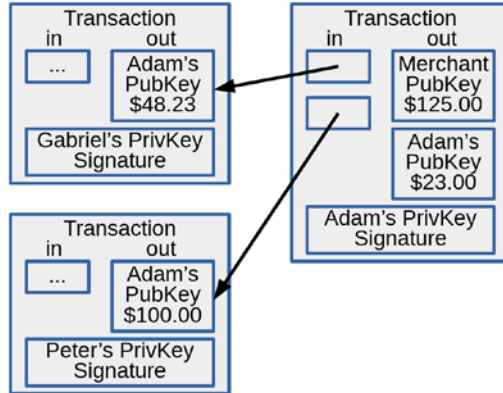 Transaction
in out
...
Adam's
PubKey
$48.23
Gabriel's PrivKey
Signature
Transaction
in out
...
Adam's
PubKey
$100.00
Peter's PrivKey
Signature
Transaction
in out
Merchant
PubKey
$125.00
Adam's
PubKey
$23.00
Adam's PrivKey
Signature